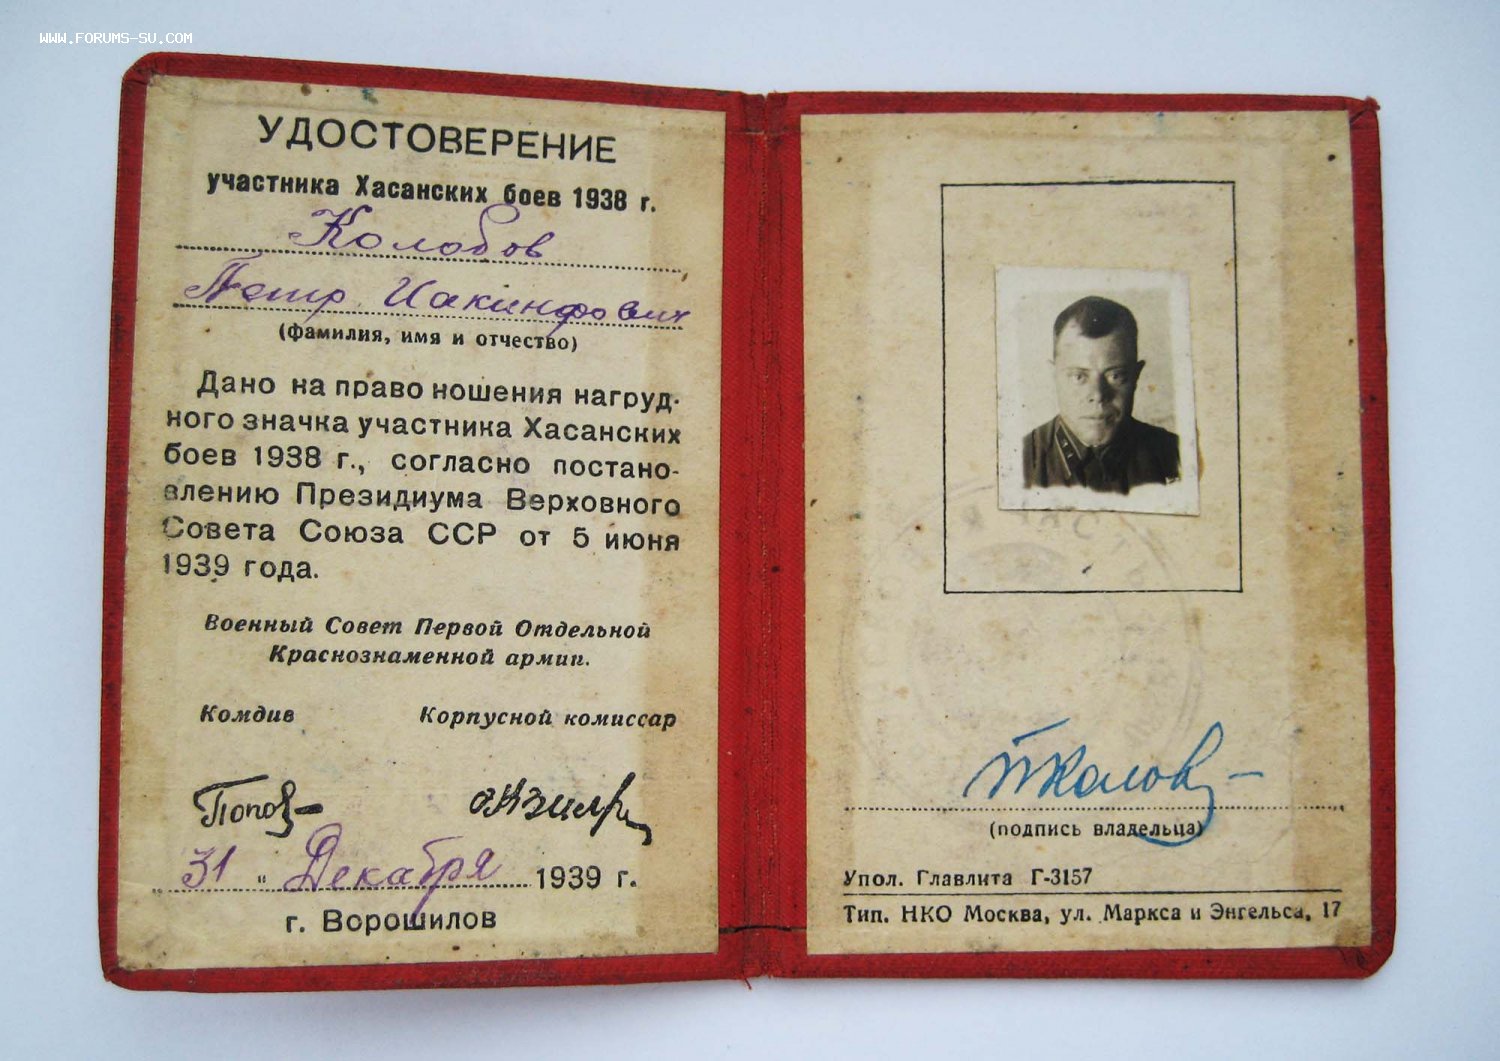 WWW.FORUMS-SU.COM
УДОСТОВЕРЕНИЕ
участника Хасанских боев 1938 г.
Колобов
Петр Иакинфович
(фамилия, имя и отчество)
Дано на право ношения нагруд-
ного значка участника Хасанских
боев 1938 г., согласно постано-
влению Президиума Верховного
Совета Союза ССР от 5 июня
1939 года.
Военный Совет Первой Отдельной
Краснознаменной армии.
Комдив Корпусной комиссар
Попов
„31" Декабря 1939 г.
г. Ворошилов
(подпись владельца)
Упол. Главлита Г-3157
Тип. НКО Москва, ул. Маркса и Энгельса, 17